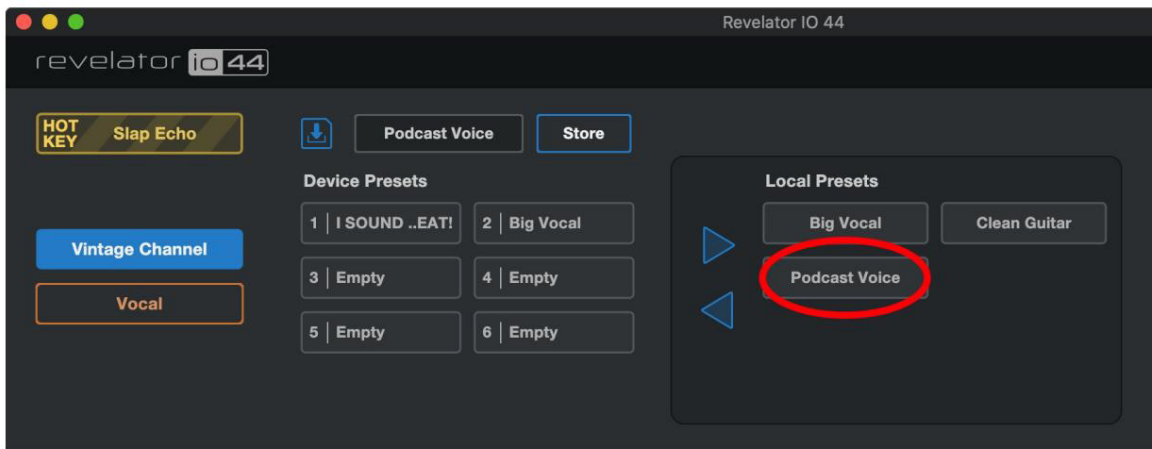 Revelator IO 44
revelator io 44
HOT KEY Slap Echo
Podcast Voice
Store
Device Presets
1 | I SOUND ..EAT!
2 | Big Vocal
3 | Empty
4 | Empty
5 | Empty
6 | Empty
Vintage Channel
Vocal
Local Presets
Big Vocal
Clean Guitar
Podcast Voice